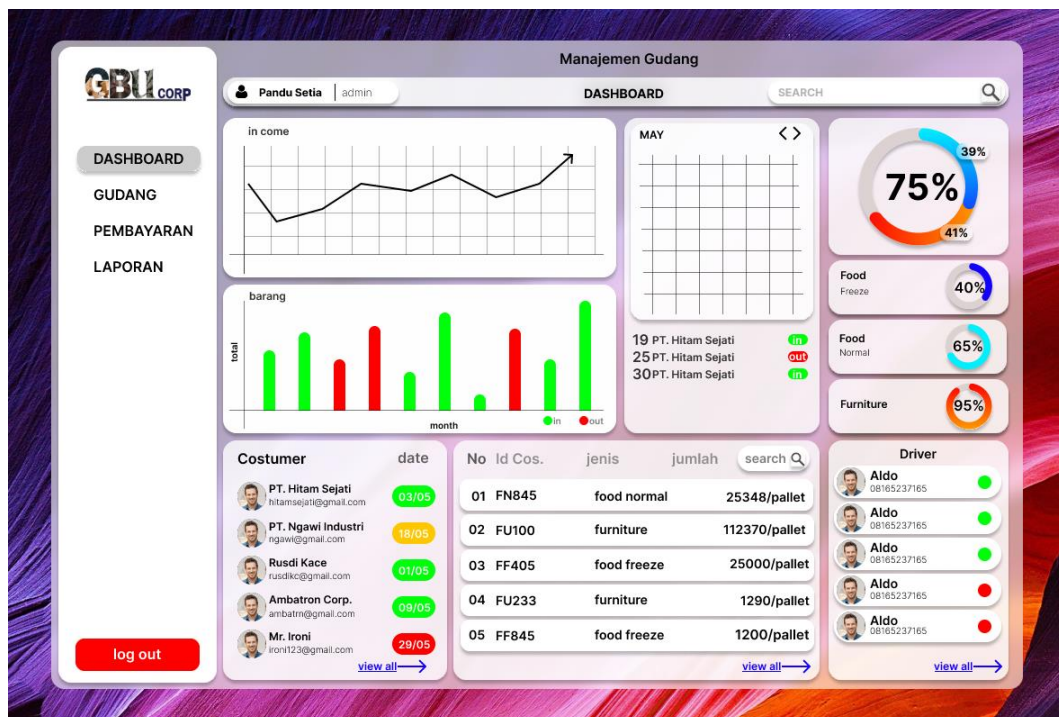 Manajemen Gudang
GBU CORP
Pandu Setia | admin
DASHBOARD
SEARCH
DASHBOARD
GUDANG
PEMBAYARAN
LAPORAN
log out
in come
barang
total
month
in
out
MAY
19 PT. Hitam Sejati in
25 PT. Hitam Sejati out
30 PT. Hitam Sejati in
39%
75%
41%
Food
Freeze
40%
Food
Normal
65%
Furniture
95%
Costumer date
PT. Hitam Sejati
hitamsejati@gmail.com
03/05
PT. Ngawi Industri
ngawi@gmail.com
18/05
Rusdi Kace
rusdikc@gmail.com
01/05
Ambatron Corp.
ambatrn@gmail.com
09/05
Mr. Ironi
ironi123@gmail.com
29/05
view all
No Id Cos. jenis jumlah search
01 FN845 food normal 25348/pallet
02 FU100 furniture 112370/pallet
03 FF405 food freeze 25000/pallet
04 FU233 furniture 1290/pallet
05 FF845 food freeze 1200/pallet
view all
Driver
Aldo
08165237165
Aldo
08165237165
Aldo
08165237165
Aldo
08165237165
Aldo
08165237165
view all